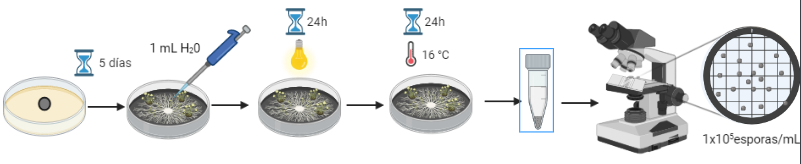 5 días
1 mL H₂0
24h
24h
16 °C
1x10⁵esporas/mL